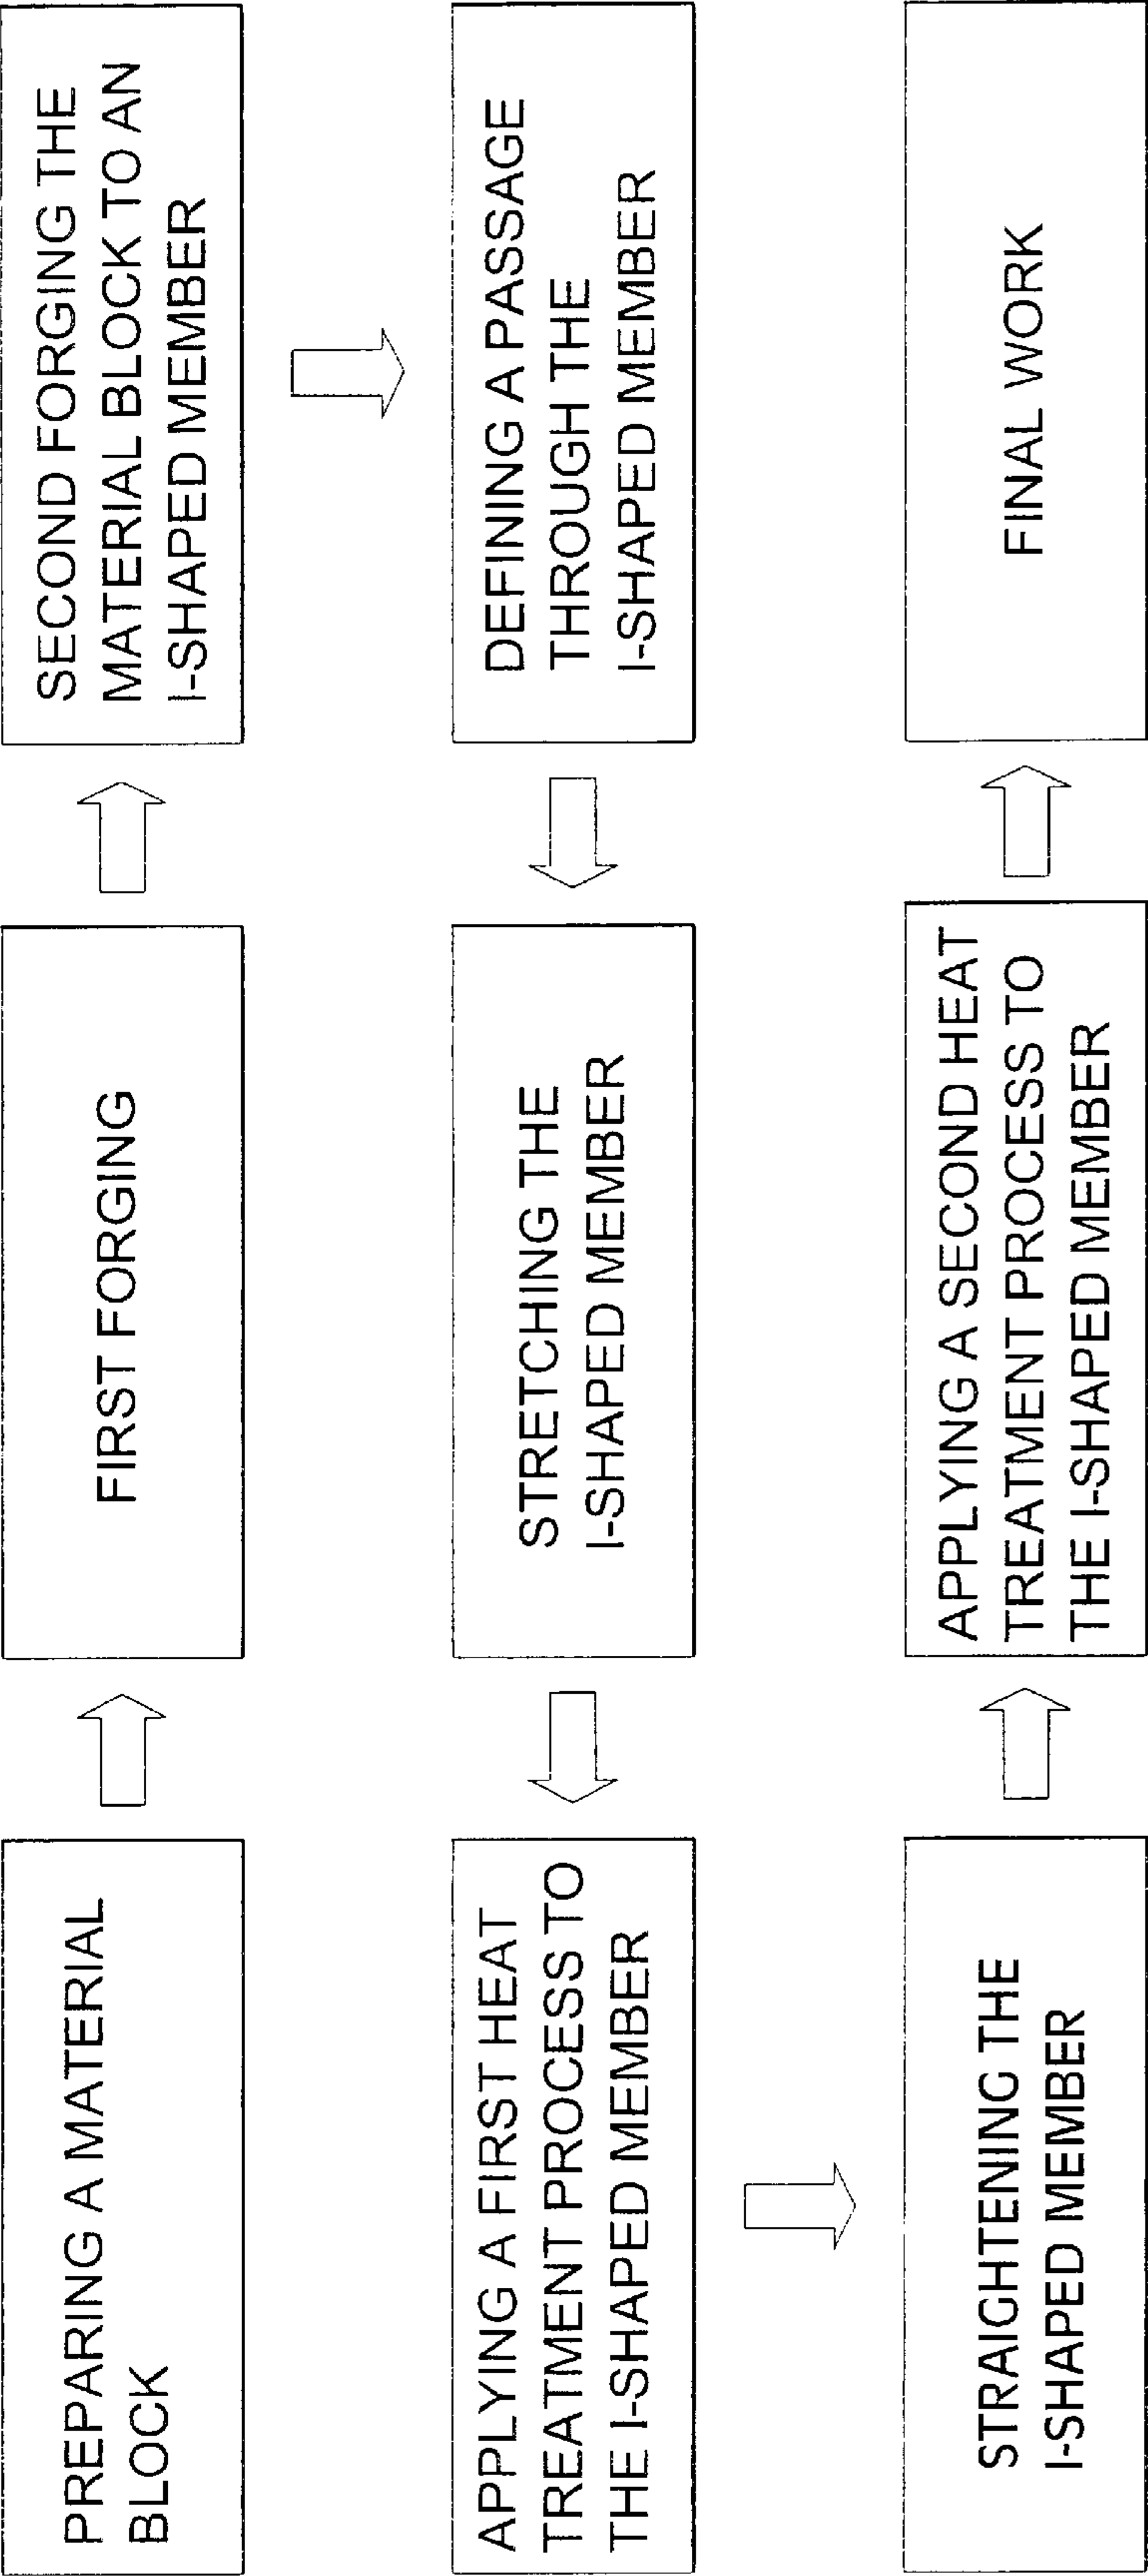 PREPARING A MATERIAL
BLOCK
FIRST FORGING
SECOND FORGING THE
MATERIAL BLOCK TO AN
I-SHAPED MEMBER
DEFINING A PASSAGE
THROUGH THE
I-SHAPED MEMBER
STRETCHING THE
I-SHAPED MEMBER
APPLYING A FIRST HEAT
TREATMENT PROCESS TO
THE I-SHAPED MEMBER
STRAIGHTENING THE
I-SHAPED MEMBER
APPLYING A SECOND HEAT
TREATMENT PROCESS TO
THE I-SHAPED MEMBER
FINAL WORK